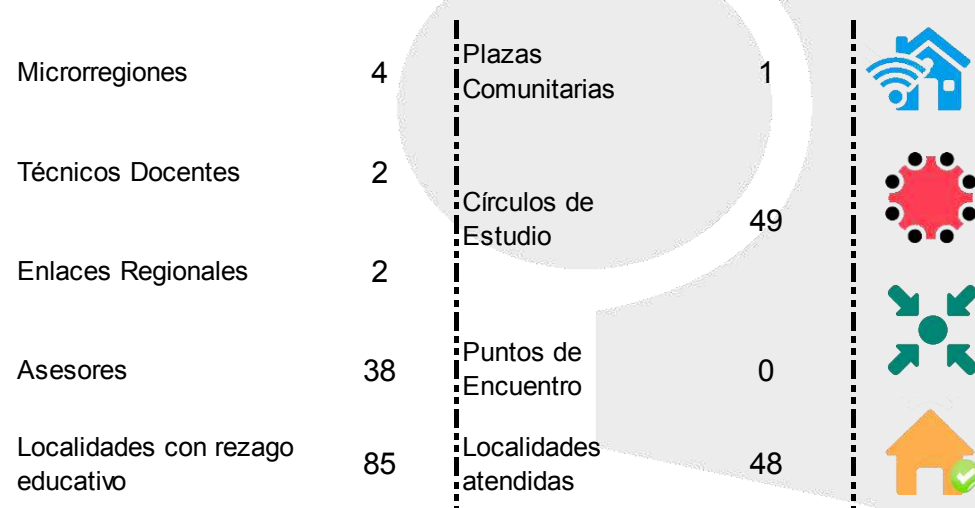 Microrregiones 4
Plazas
Comunitarias 1
Técnicos Docentes 2
Círculos de
Estudio 49
Enlaces Regionales 2
Asesores 38
Puntos de
Encuentro 0
Localidades con rezago
educativo 85
Localidades
atendidas 48